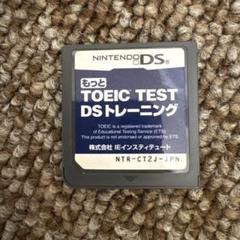 NINTENDO DS®
もっと
TOEIC TEST
DSトレーニング
TOEIC is a registered trademark
of Educational Testing Service (ETS).
This product is not endorsed or approved by ETS.
株式会社 IEインスティテュート
NTR-CTZJ-JPN